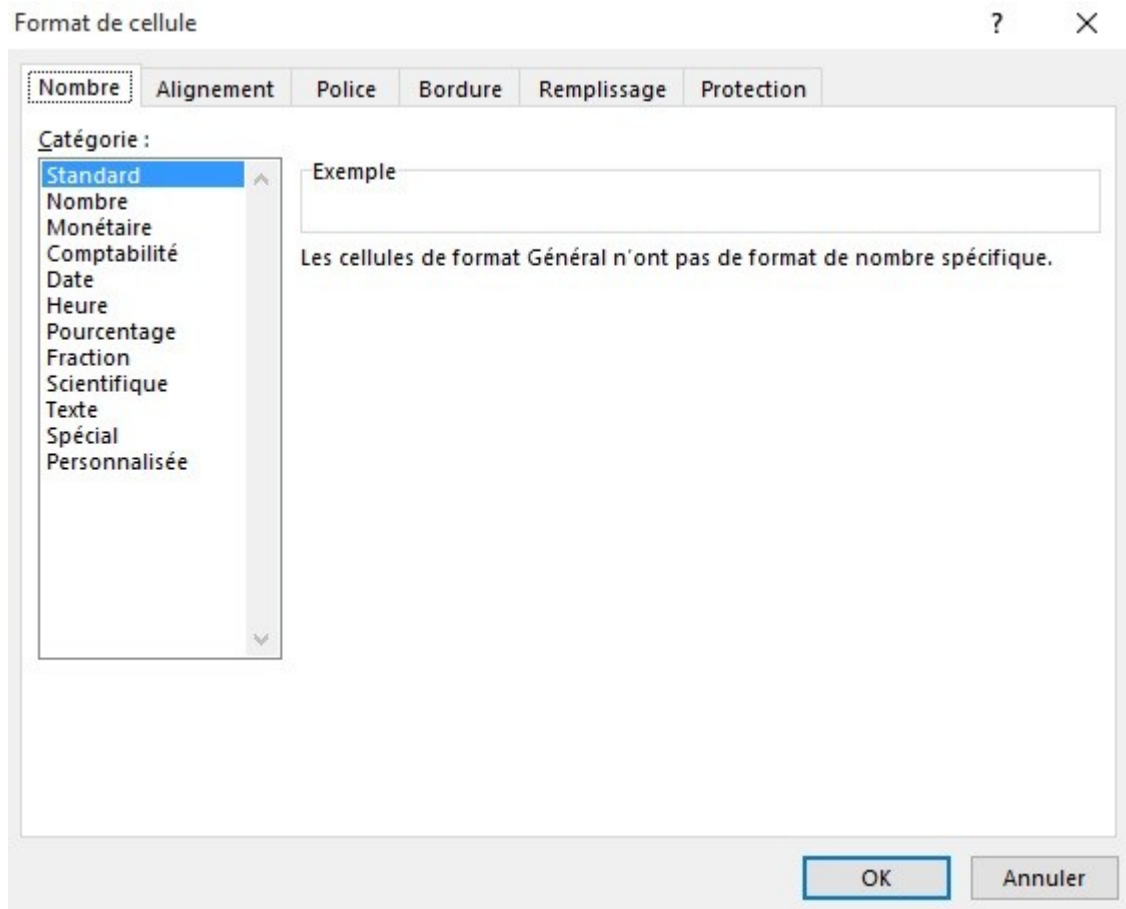 Format de cellule ?
Nombre Alignement Police Bordure Remplissage Protection
Catégorie :
Standard
Nombre
Monétaire
Comptabilité
Date
Heure
Pourcentage
Fraction
Scientifique
Texte
Spécial
Personnalisée
Exemple
Les cellules de format Général n'ont pas de format de nombre spécifique.
OK Annuler